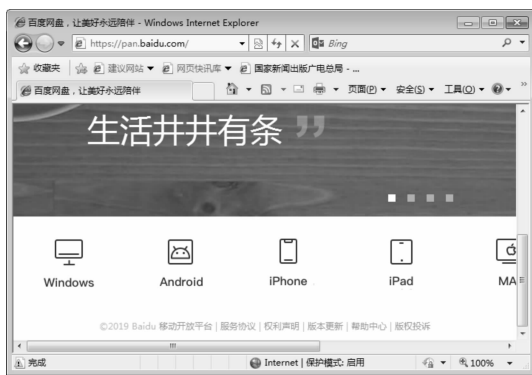 百度网盘，让美好永远陪伴 - Windows Internet Explorer
https://pan.baidu.com/ Bing
收藏夹 建议网站 网页快讯库 国家新闻出版广电总局 - ...
百度网盘，让美好永远陪伴 页面(P) 安全(S) 工具(O) »
生活井井有条 ”
Windows Android iPhone iPad MA
©2019 Baidu 移动开放平台 | 服务协议 | 权利声明 | 版本更新 | 帮助中心 | 版权投诉
完成 Internet | 保护模式: 启用 100%